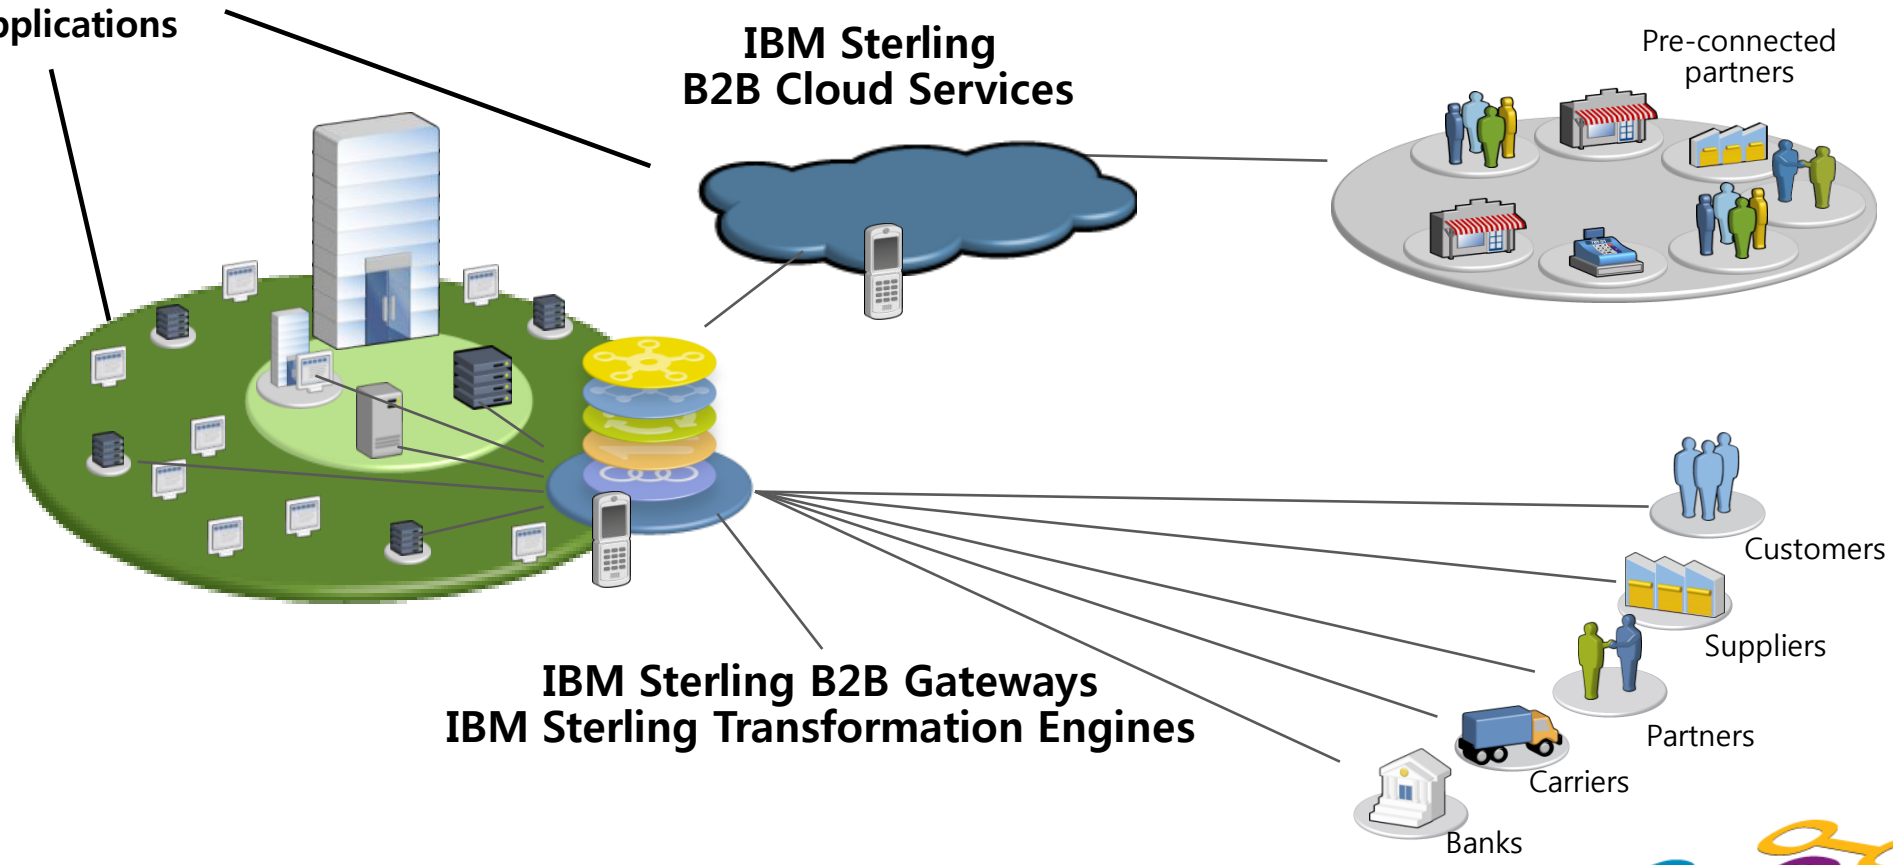 pplications
IBM Sterling
B2B Cloud Services
Pre-connected
partners
Customers
Suppliers
IBM Sterling B2B Gateways
IBM Sterling Transformation Engines
Partners
Carriers
Banks